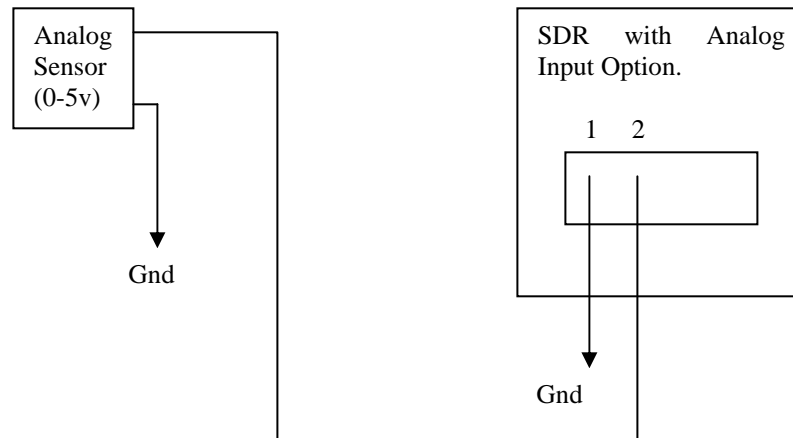 Analog
Sensor
(0-5v)
Gnd
SDR with Analog
Input Option.
1 2
Gnd